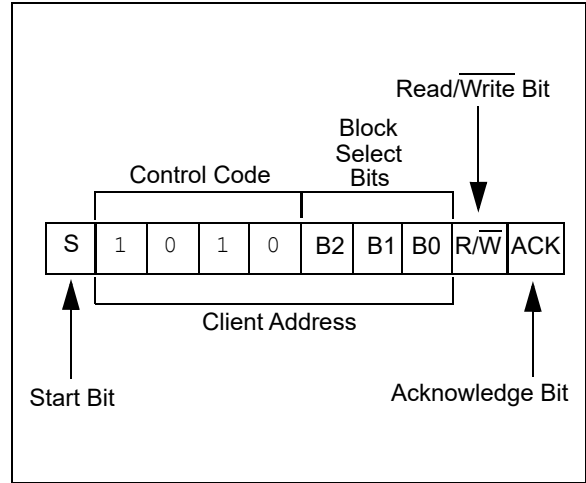 Read/Write Bit
Block
Select
Bits
Control Code
S 1 0 1 0 B2 B1 B0 R/W ACK
Client Address
Start Bit
Acknowledge Bit